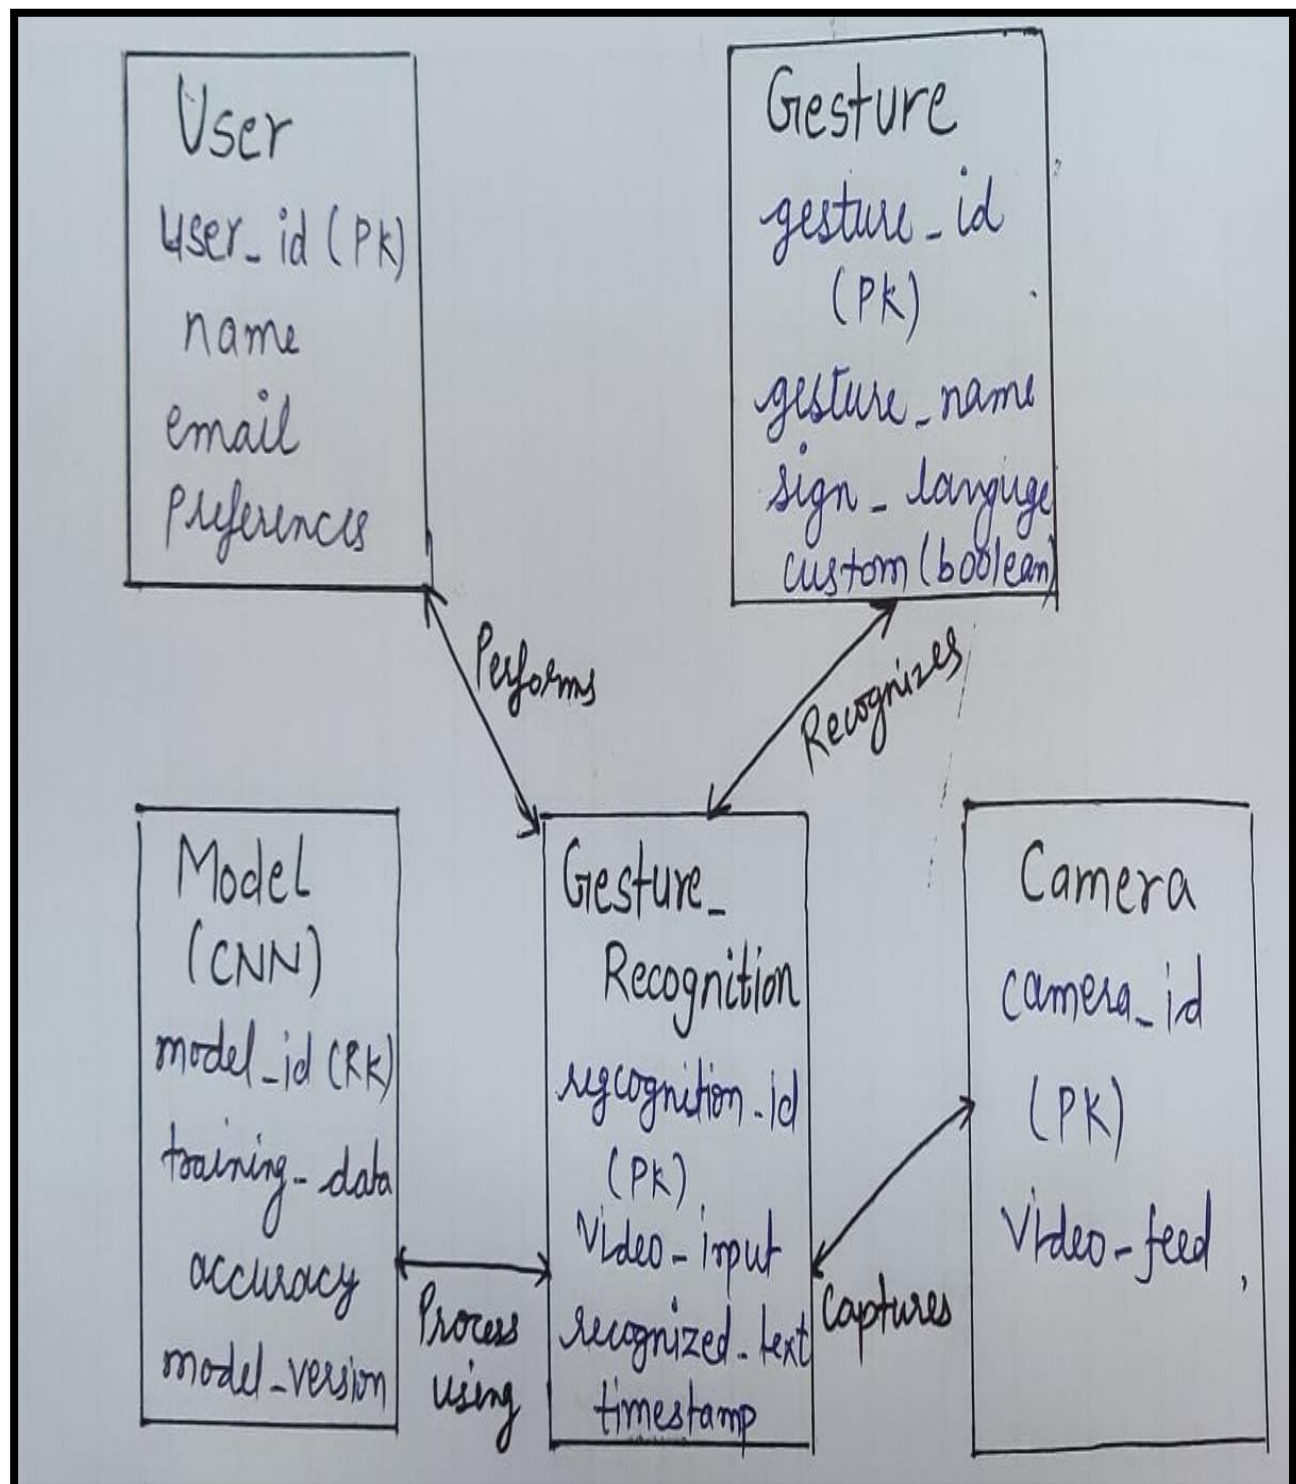 User
user_id (PK)
name
email
Preferences
Gesture
gesture_id
(PK)
gesture_name
sign_languge
custom (boolean)
Performs
Recognizes
Model
(CNN)
model_id (RK)
training_data
accuracy
model_version
Process
using
Gesture_
Recognition
regcognition_id
(PK)
Video_input
recognized_text
timestamp
Captures
Camera
camera_id
(PK)
Video_feed